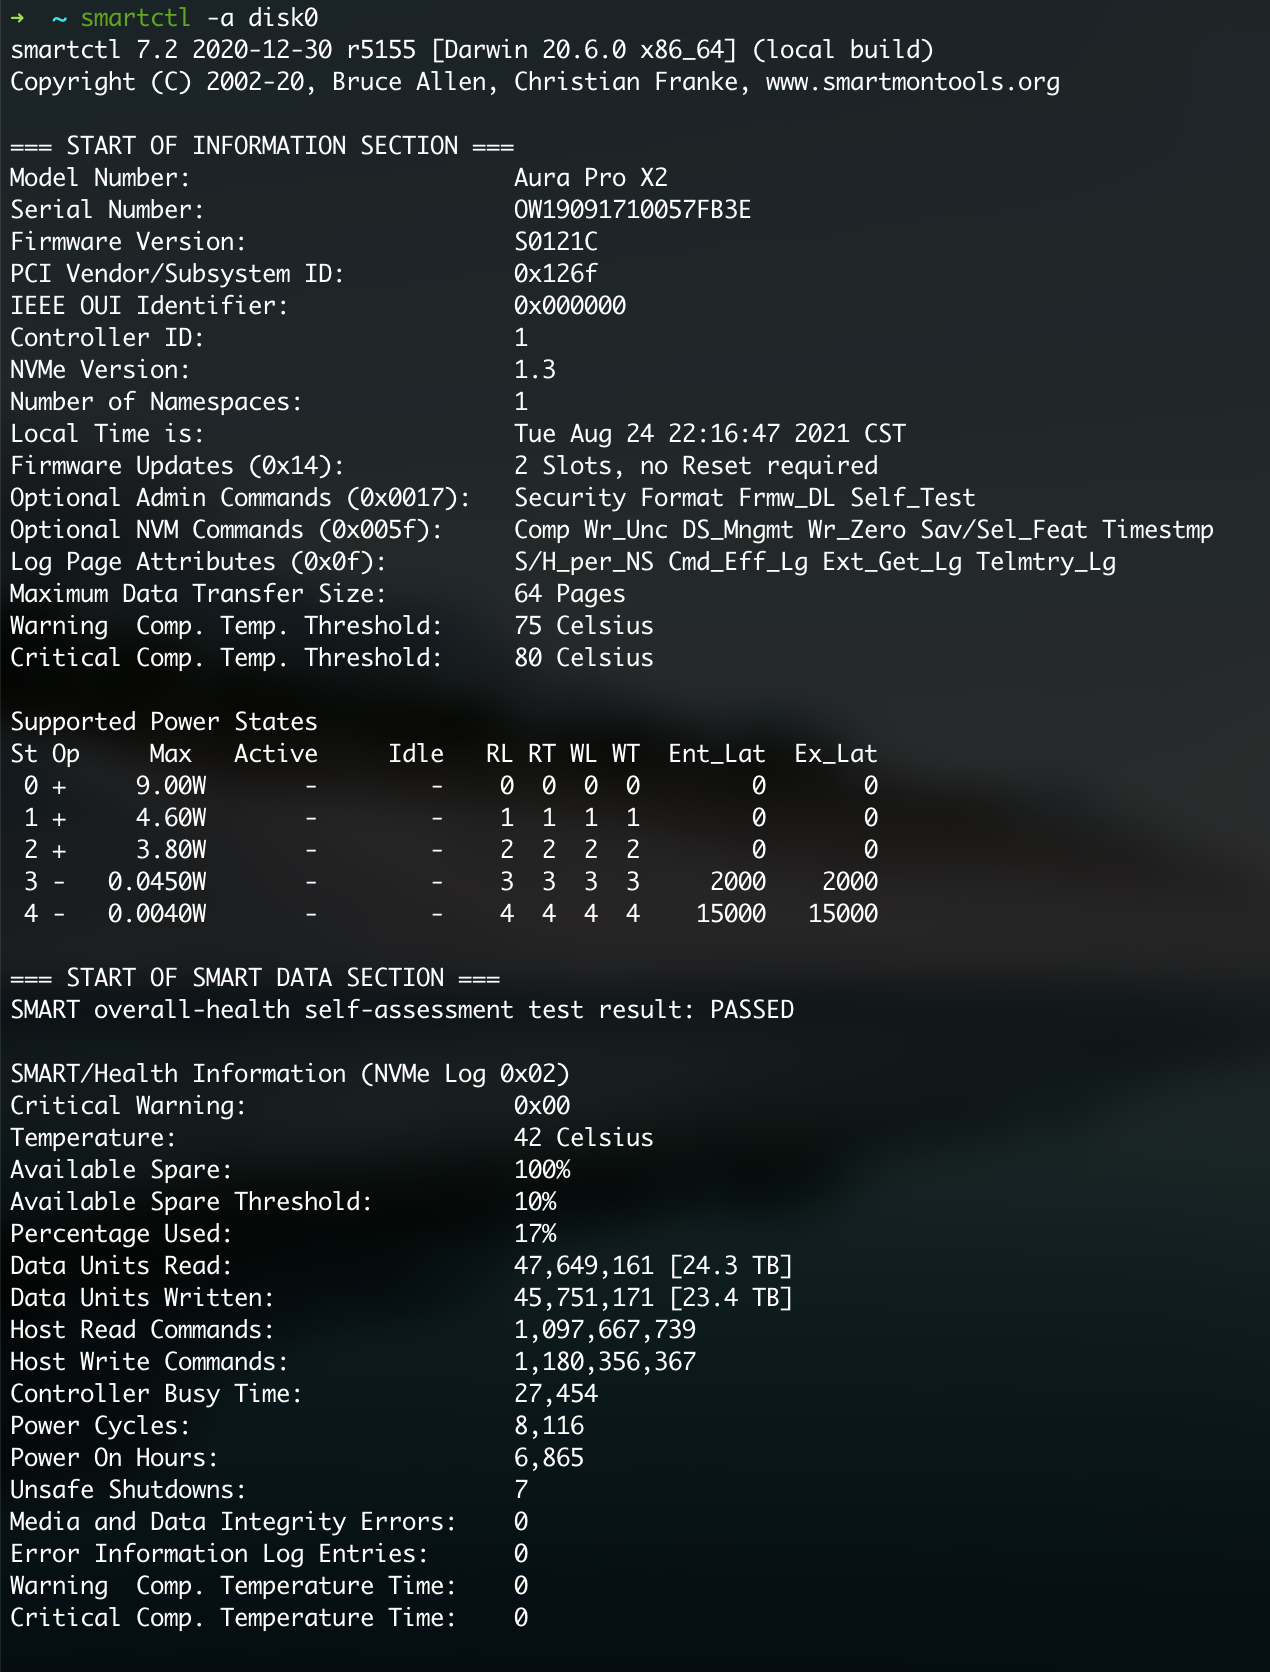 →  ~ smartctl -a disk0
smartctl 7.2 2020-12-30 r5155 [Darwin 20.6.0 x86_64] (local build)
Copyright (C) 2002-20, Bruce Allen, Christian Franke, www.smartmontools.org

=== START OF INFORMATION SECTION ===
Model Number:                       Aura Pro X2
Serial Number:                      OW19091710057FB3E
Firmware Version:                   S0121C
PCI Vendor/Subsystem ID:            0x126f
IEEE OUI Identifier:                0x000000
Controller ID:                      1
NVMe Version:                       1.3
Number of Namespaces:               1
Local Time is:                      Tue Aug 24 22:16:47 2021 CST
Firmware Updates (0x14):            2 Slots, no Reset required
Optional Admin Commands (0x0017):   Security Format Frmw_DL Self_Test
Optional NVM Commands (0x005f):     Comp Wr_Unc DS_Mngmt Wr_Zero Sav/Sel_Feat Timestmp
Log Page Attributes (0x0f):         S/H_per_NS Cmd_Eff_Lg Ext_Get_Lg Telmtry_Lg
Maximum Data Transfer Size:         64 Pages
Warning  Comp. Temp. Threshold:     75 Celsius
Critical Comp. Temp. Threshold:     80 Celsius

Supported Power States
St Op     Max   Active     Idle   RL RT WL WT  Ent_Lat  Ex_Lat
 0 +     9.00W       -        -    0  0  0  0        0       0
 1 +     4.60W       -        -    1  1  1  1        0       0
 2 +     3.80W       -        -    2  2  2  2        0       0
 3 -   0.0450W       -        -    3  3  3  3     2000    2000
 4 -   0.0040W       -        -    4  4  4  4    15000   15000

=== START OF SMART DATA SECTION ===
SMART overall-health self-assessment test result: PASSED

SMART/Health Information (NVMe Log 0x02)
Critical Warning:                   0x00
Temperature:                        42 Celsius
Available Spare:                    100%
Available Spare Threshold:          10%
Percentage Used:                    17%
Data Units Read:                    47,649,161 [24.3 TB]
Data Units Written:                 45,751,171 [23.4 TB]
Host Read Commands:                 1,097,667,739
Host Write Commands:                1,180,356,367
Controller Busy Time:               27,454
Power Cycles:                       8,116
Power On Hours:                     6,865
Unsafe Shutdowns:                   7
Media and Data Integrity Errors:    0
Error Information Log Entries:      0
Warning  Comp. Temperature Time:    0
Critical Comp. Temperature Time:    0